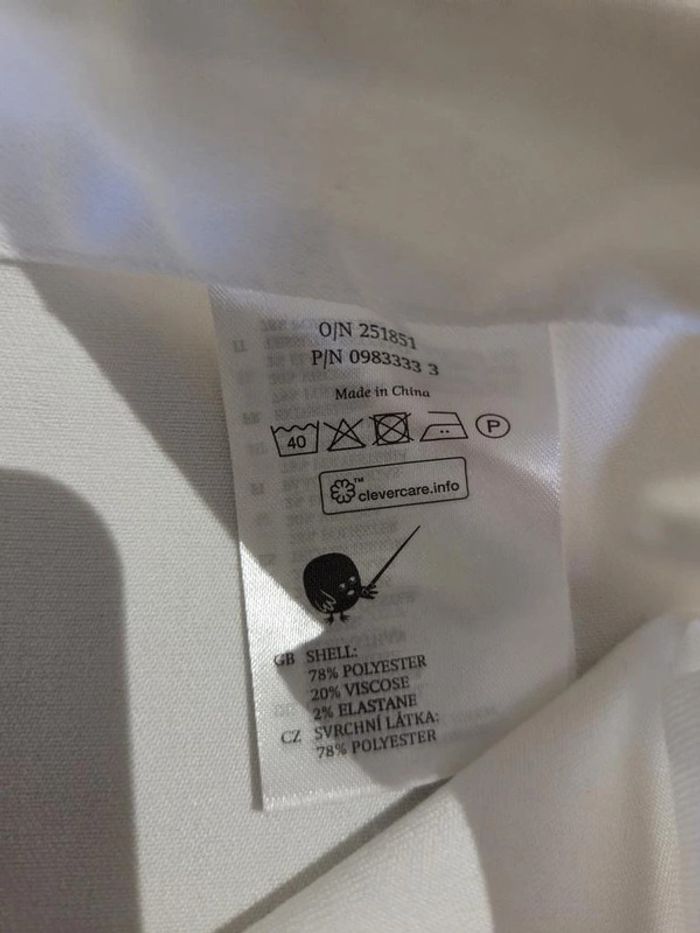 O/N 251851
P/N 0983333 3
Made in China
40 P
™ clevercare.info
GB SHELL:
78% POLYESTER
20% VISCOSE
2% ELASTANE
CZ SVRCHNÍ LÁTKA:
78% POLYESTER